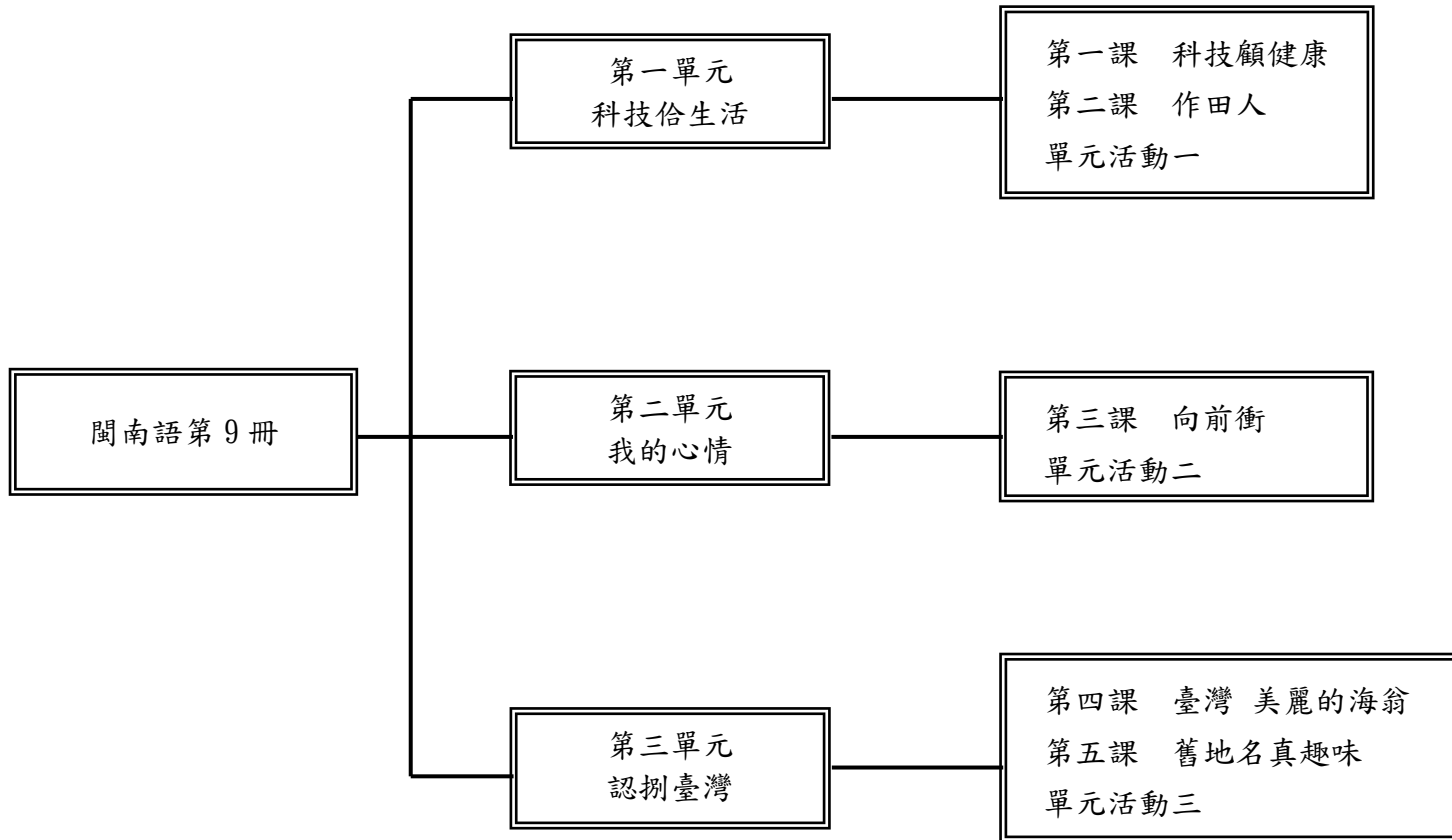 第一單元
科技佮生活
第一課 科技顧健康
第二課 作田人
單元活動一
閩南語第9冊
第二單元
我的心情
第三課 向前衝
單元活動二
第三單元
認捌臺灣
第四課 臺灣 美麗的海翁
第五課 舊地名真趣味
單元活動三